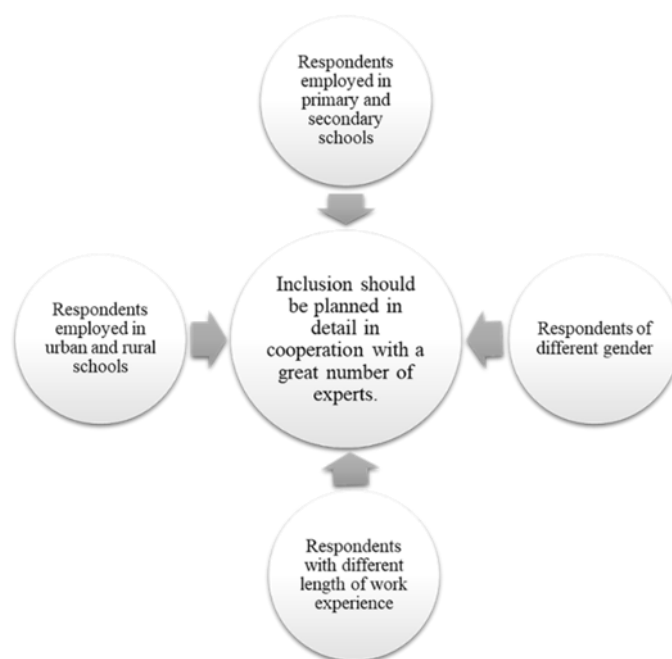 Respondents
employed in
primary and
secondary
schools
Respondents
employed in
urban and rural
schools
Inclusion should
be planned in
detail in
cooperation with a
great number of
experts.
Respondents of
different gender
Respondents
with different
length of work
experience